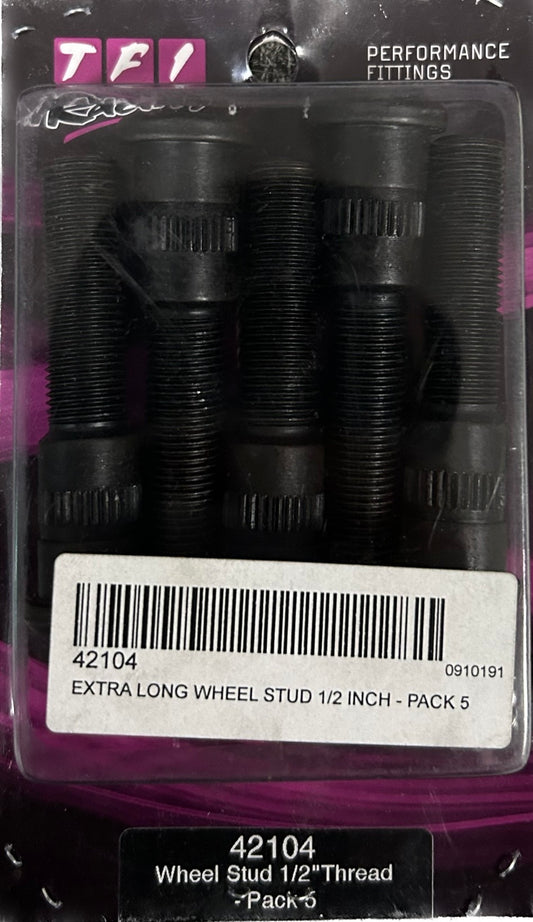 TFI
RACING
PERFORMANCE
FITTINGS
42104
0910191
EXTRA LONG WHEEL STUD 1/2 INCH - PACK 5
42104
Wheel Stud 1/2"Thread
- Pack 5